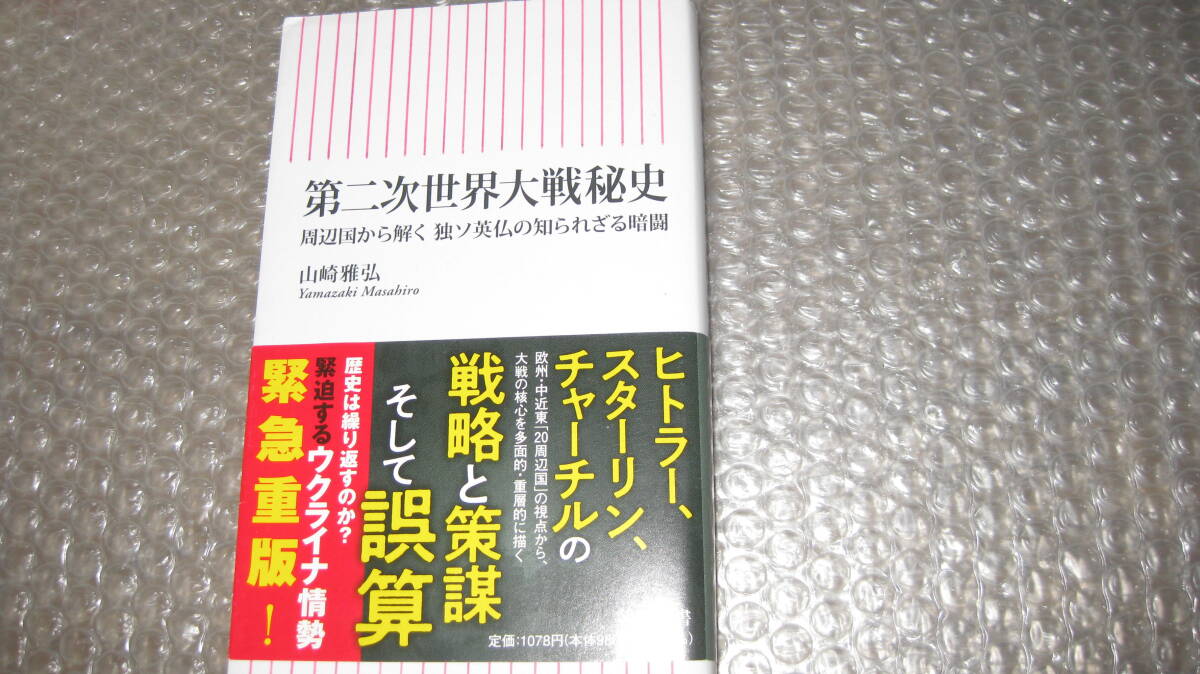 第二次世界大戦秘史
周辺国から解く 独ソ英仏の知られざる暗闘
山崎雅弘
Yamazaki Masahiro
ヒトラー、
スターリン、
チャーチルの
欧州・中近東「20周辺国」の視点から、
大戦の核心を多面的・重層的に描く
戦略と策謀
そして誤算
歴史は繰り返すのか?
緊迫するウクライナ情勢
緊急重版!
定価:1078円(本体98
書